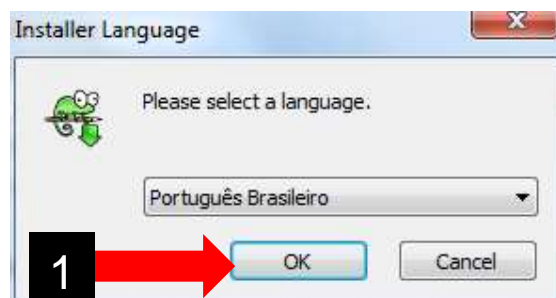 Installer Language
Please select a language.
Português Brasileiro
1
OK
Cancel